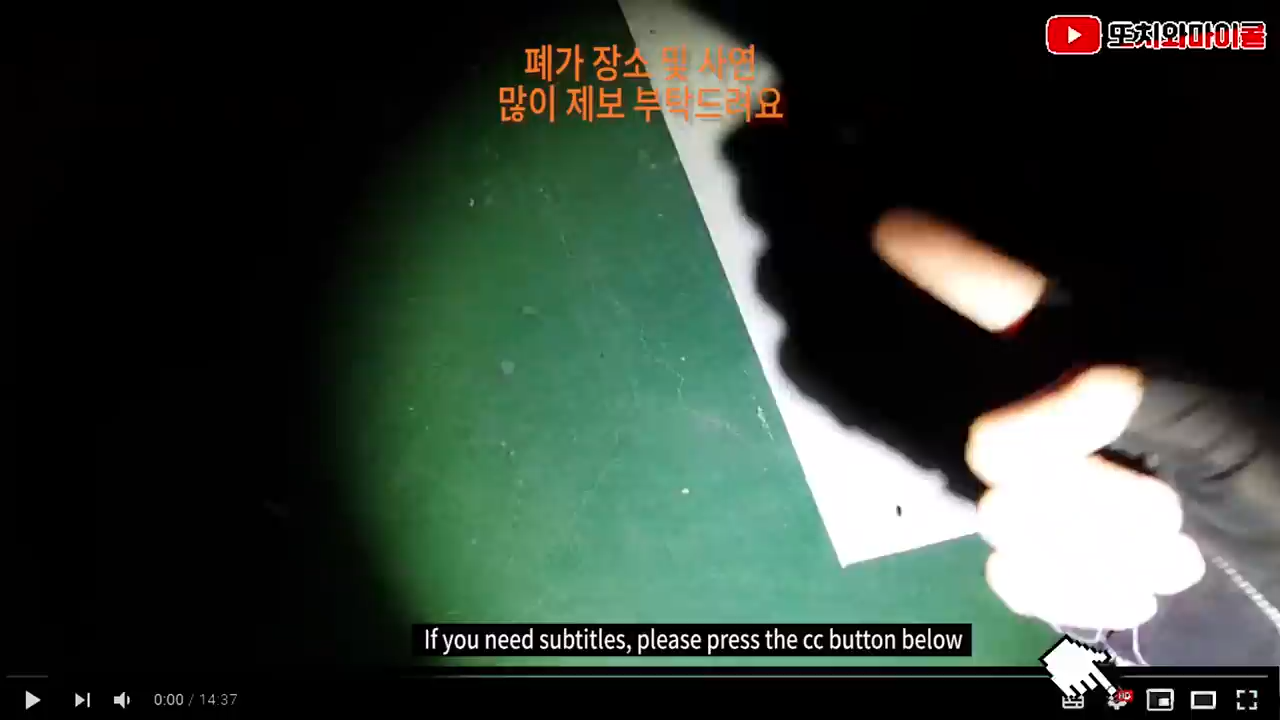 또치와마이콜
폐가 장소 및 사연
많이 제보 부탁드려요
If you need subtitles, please press the cc button below
0:00 / 14:37
HD